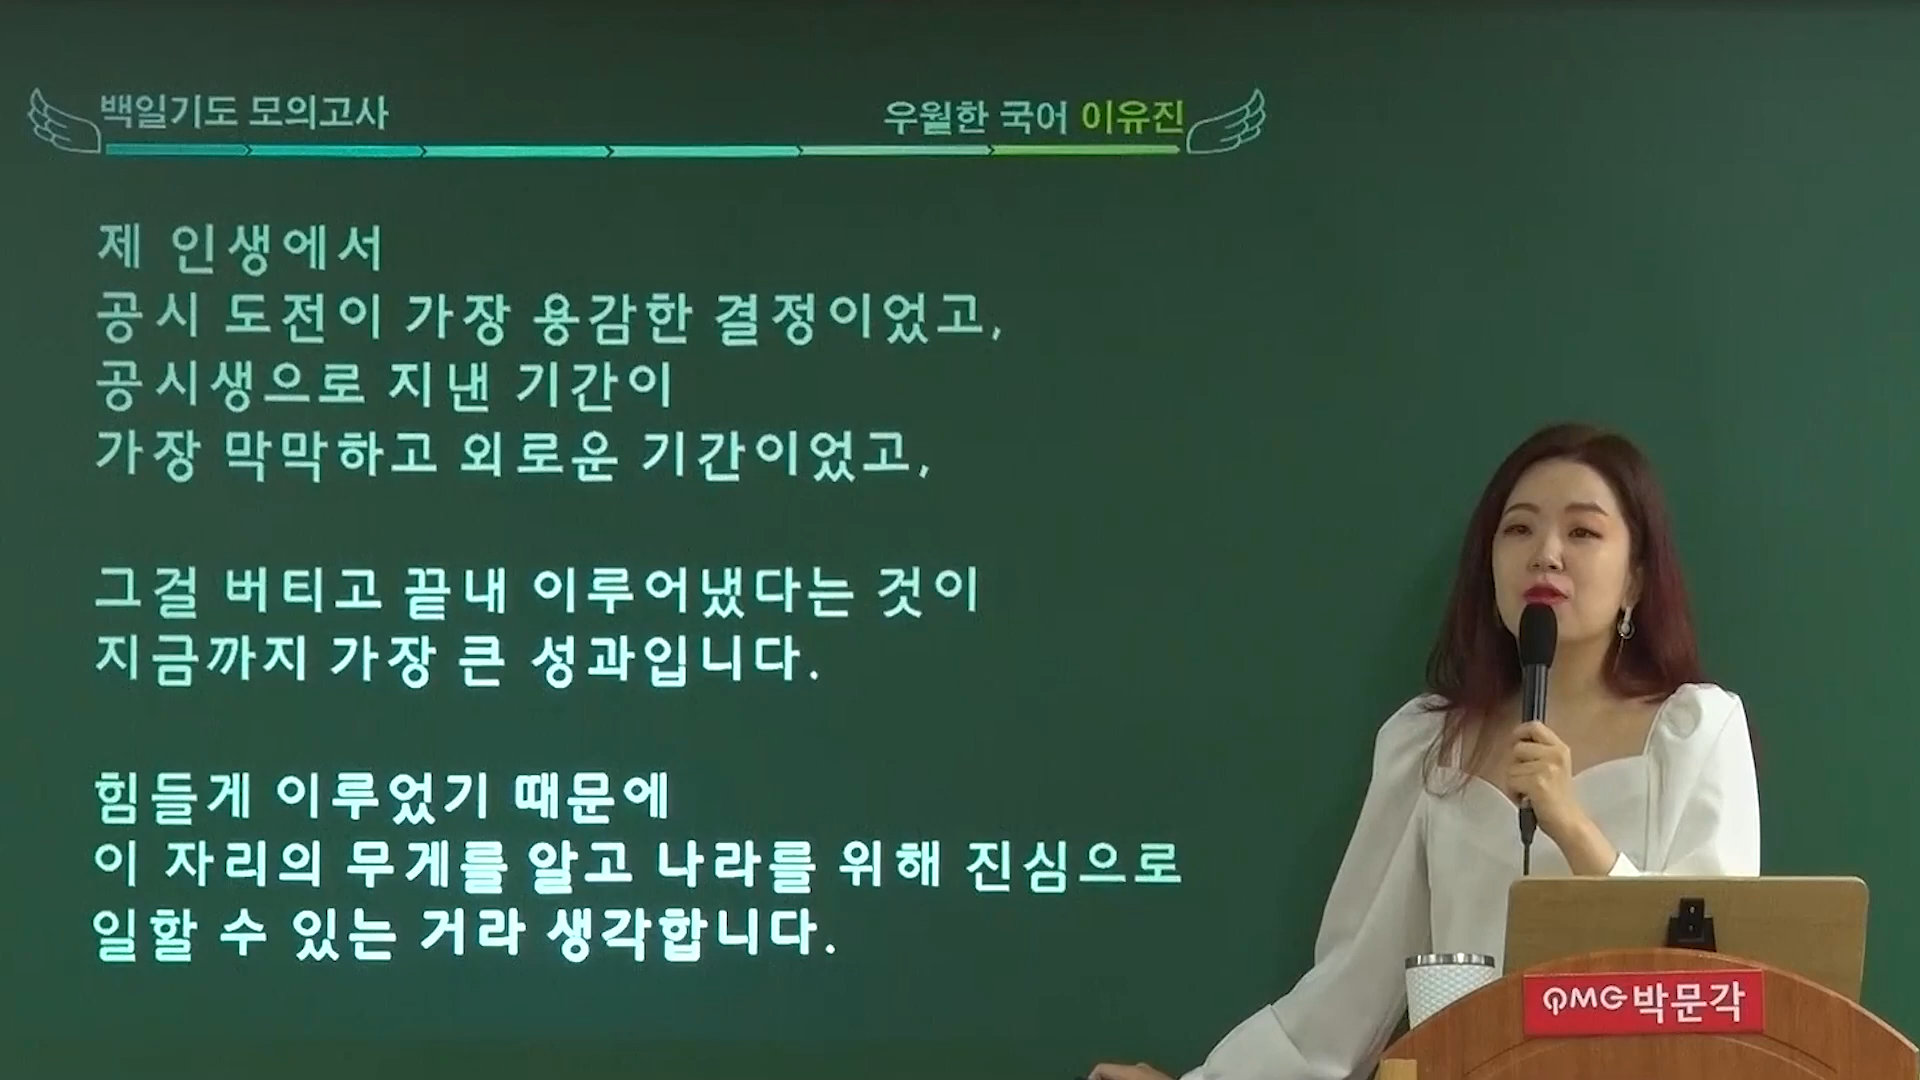 백일기도 모의고사
우월한 국어 이유진
제 인생에서
공시 도전이 가장 용감한 결정이었고,
공시생으로 지낸 기간이
가장 막막하고 외로운 기간이었고,
그걸 버티고 끝내 이루어냈다는 것이
지금까지 가장 큰 성과입니다.
힘들게 이루었기 때문에
이 자리의 무게를 알고 나라를 위해 진심으로
일할 수 있는 거라 생각합니다.
PMG 박문각